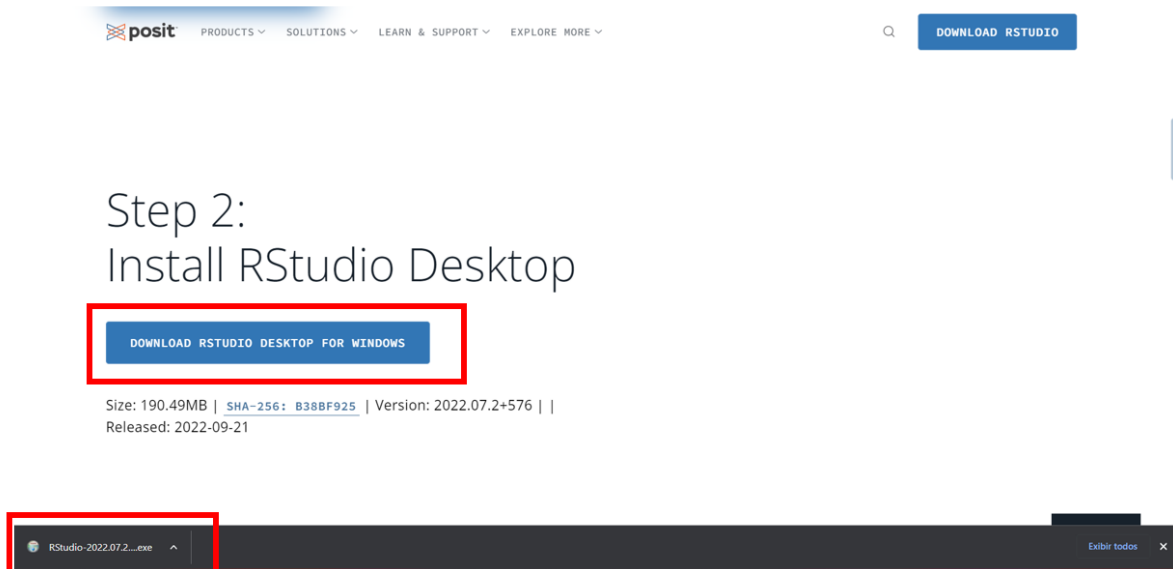 posit
PRODUCTS SOLUTIONS LEARN & SUPPORT EXPLORE MORE
DOWNLOAD RSTUDIO
Step 2:
Install RStudio Desktop
DOWNLOAD RSTUDIO DESKTOP FOR WINDOWS
Size: 190.49MB | SHA-256: B38BF925 | Version: 2022.07.2+576 | |
Released: 2022-09-21
RStudio-2022.07.2....exe
Exibir todos